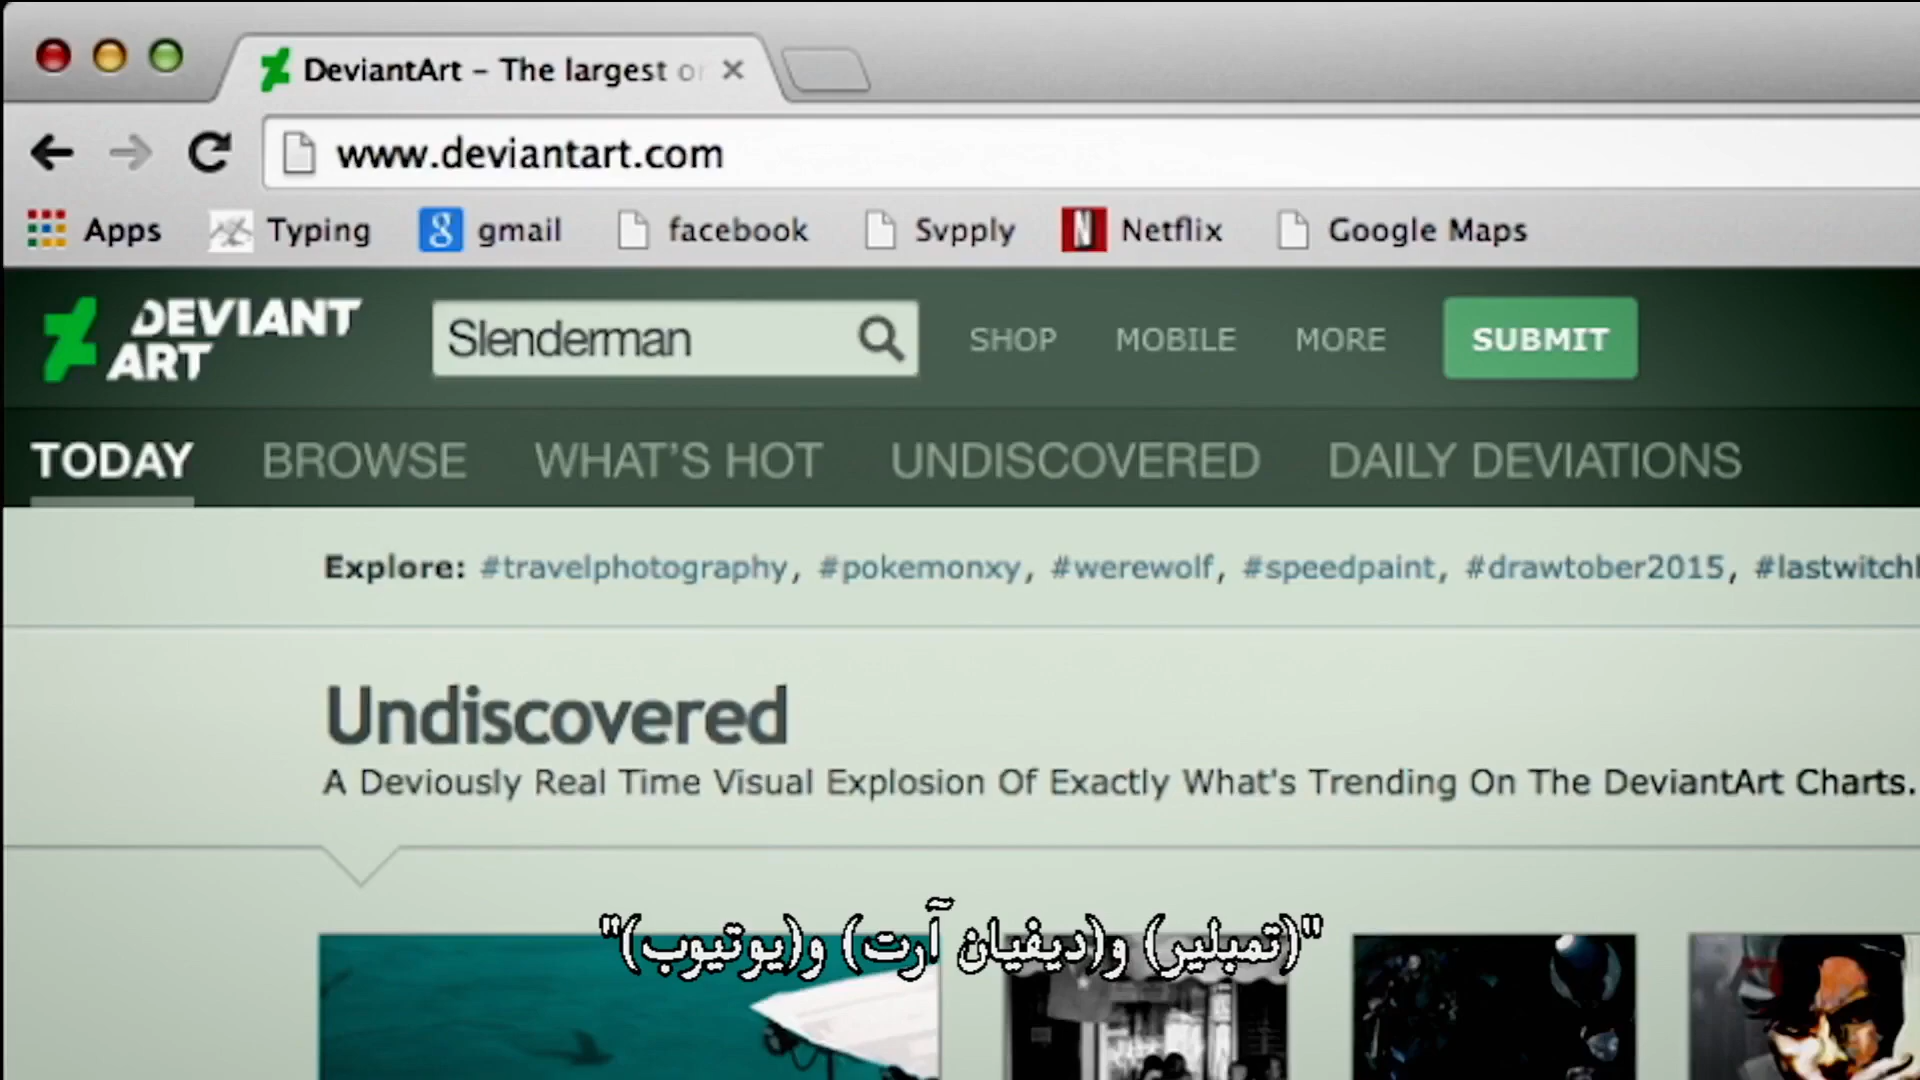 DeviantArt - The largest o
www.deviantart.com
Apps Typing gmail facebook Svpply Netflix Google Maps
DEVIANT ART Slenderman SHOP MOBILE MORE SUBMIT
TODAY BROWSE WHAT'S HOT UNDISCOVERED DAILY DEVIATIONS
Explore: #travelphotography, #pokemonxy, #werewolf, #speedpaint, #drawtober2015, #lastwitchh
Undiscovered
A Deviously Real Time Visual Explosion Of Exactly What's Trending On The DeviantArt Charts.
"(تمبلير) و(ديفيان آرت) و(يوتيوب)"